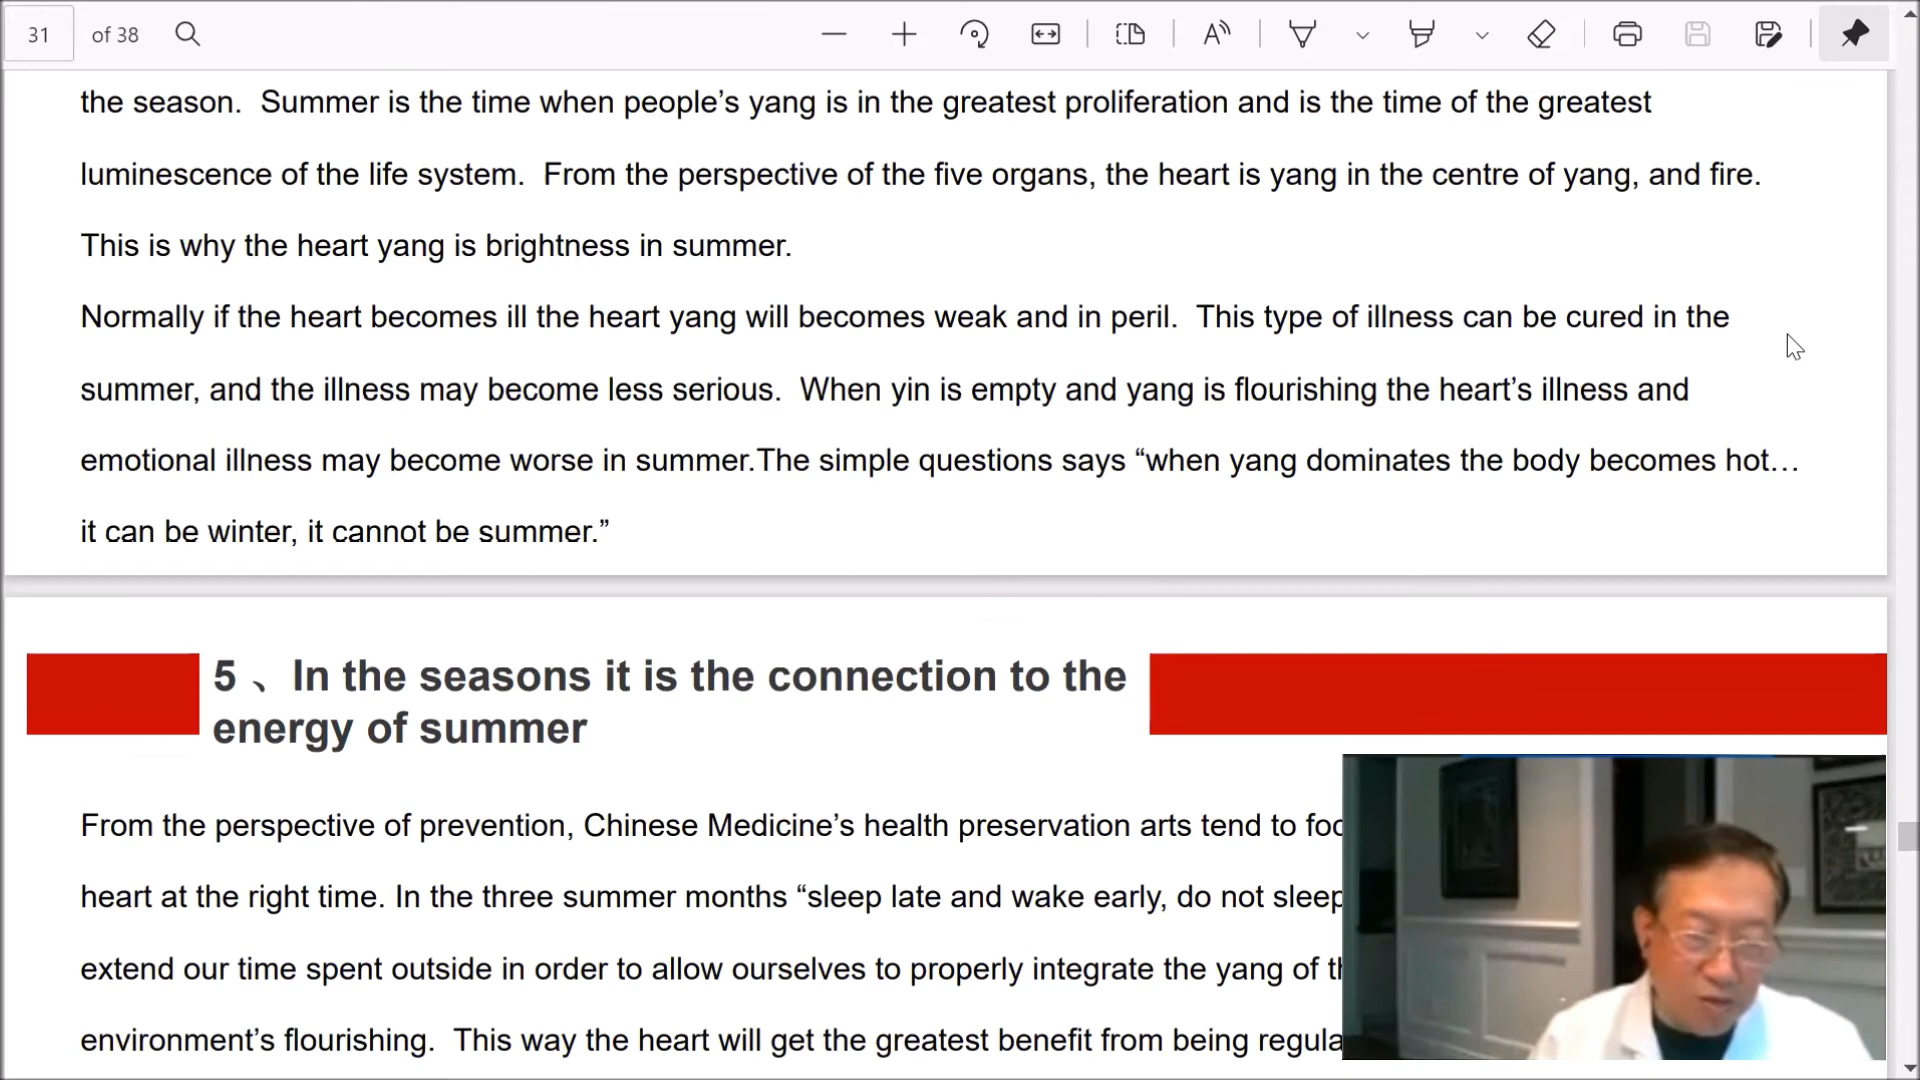 31 of 38
the season.  Summer is the time when people’s yang is in the greatest proliferation and is the time of the greatest
luminescence of the life system.  From the perspective of the five organs, the heart is yang in the centre of yang, and fire.
This is why the heart yang is brightness in summer.
Normally if the heart becomes ill the heart yang will becomes weak and in peril.  This type of illness can be cured in the
summer, and the illness may become less serious.  When yin is empty and yang is flourishing the heart’s illness and
emotional illness may become worse in summer.The simple questions says “when yang dominates the body becomes hot…
it can be winter, it cannot be summer.”
5 、In the seasons it is the connection to the
energy of summer
From the perspective of prevention, Chinese Medicine’s health preservation arts tend to
heart at the right time. In the three summer months “sleep late and wake early, do not sleep
extend our time spent outside in order to allow ourselves to properly integrate the yang of
environment’s flourishing.  This way the heart will get the greatest benefit from being